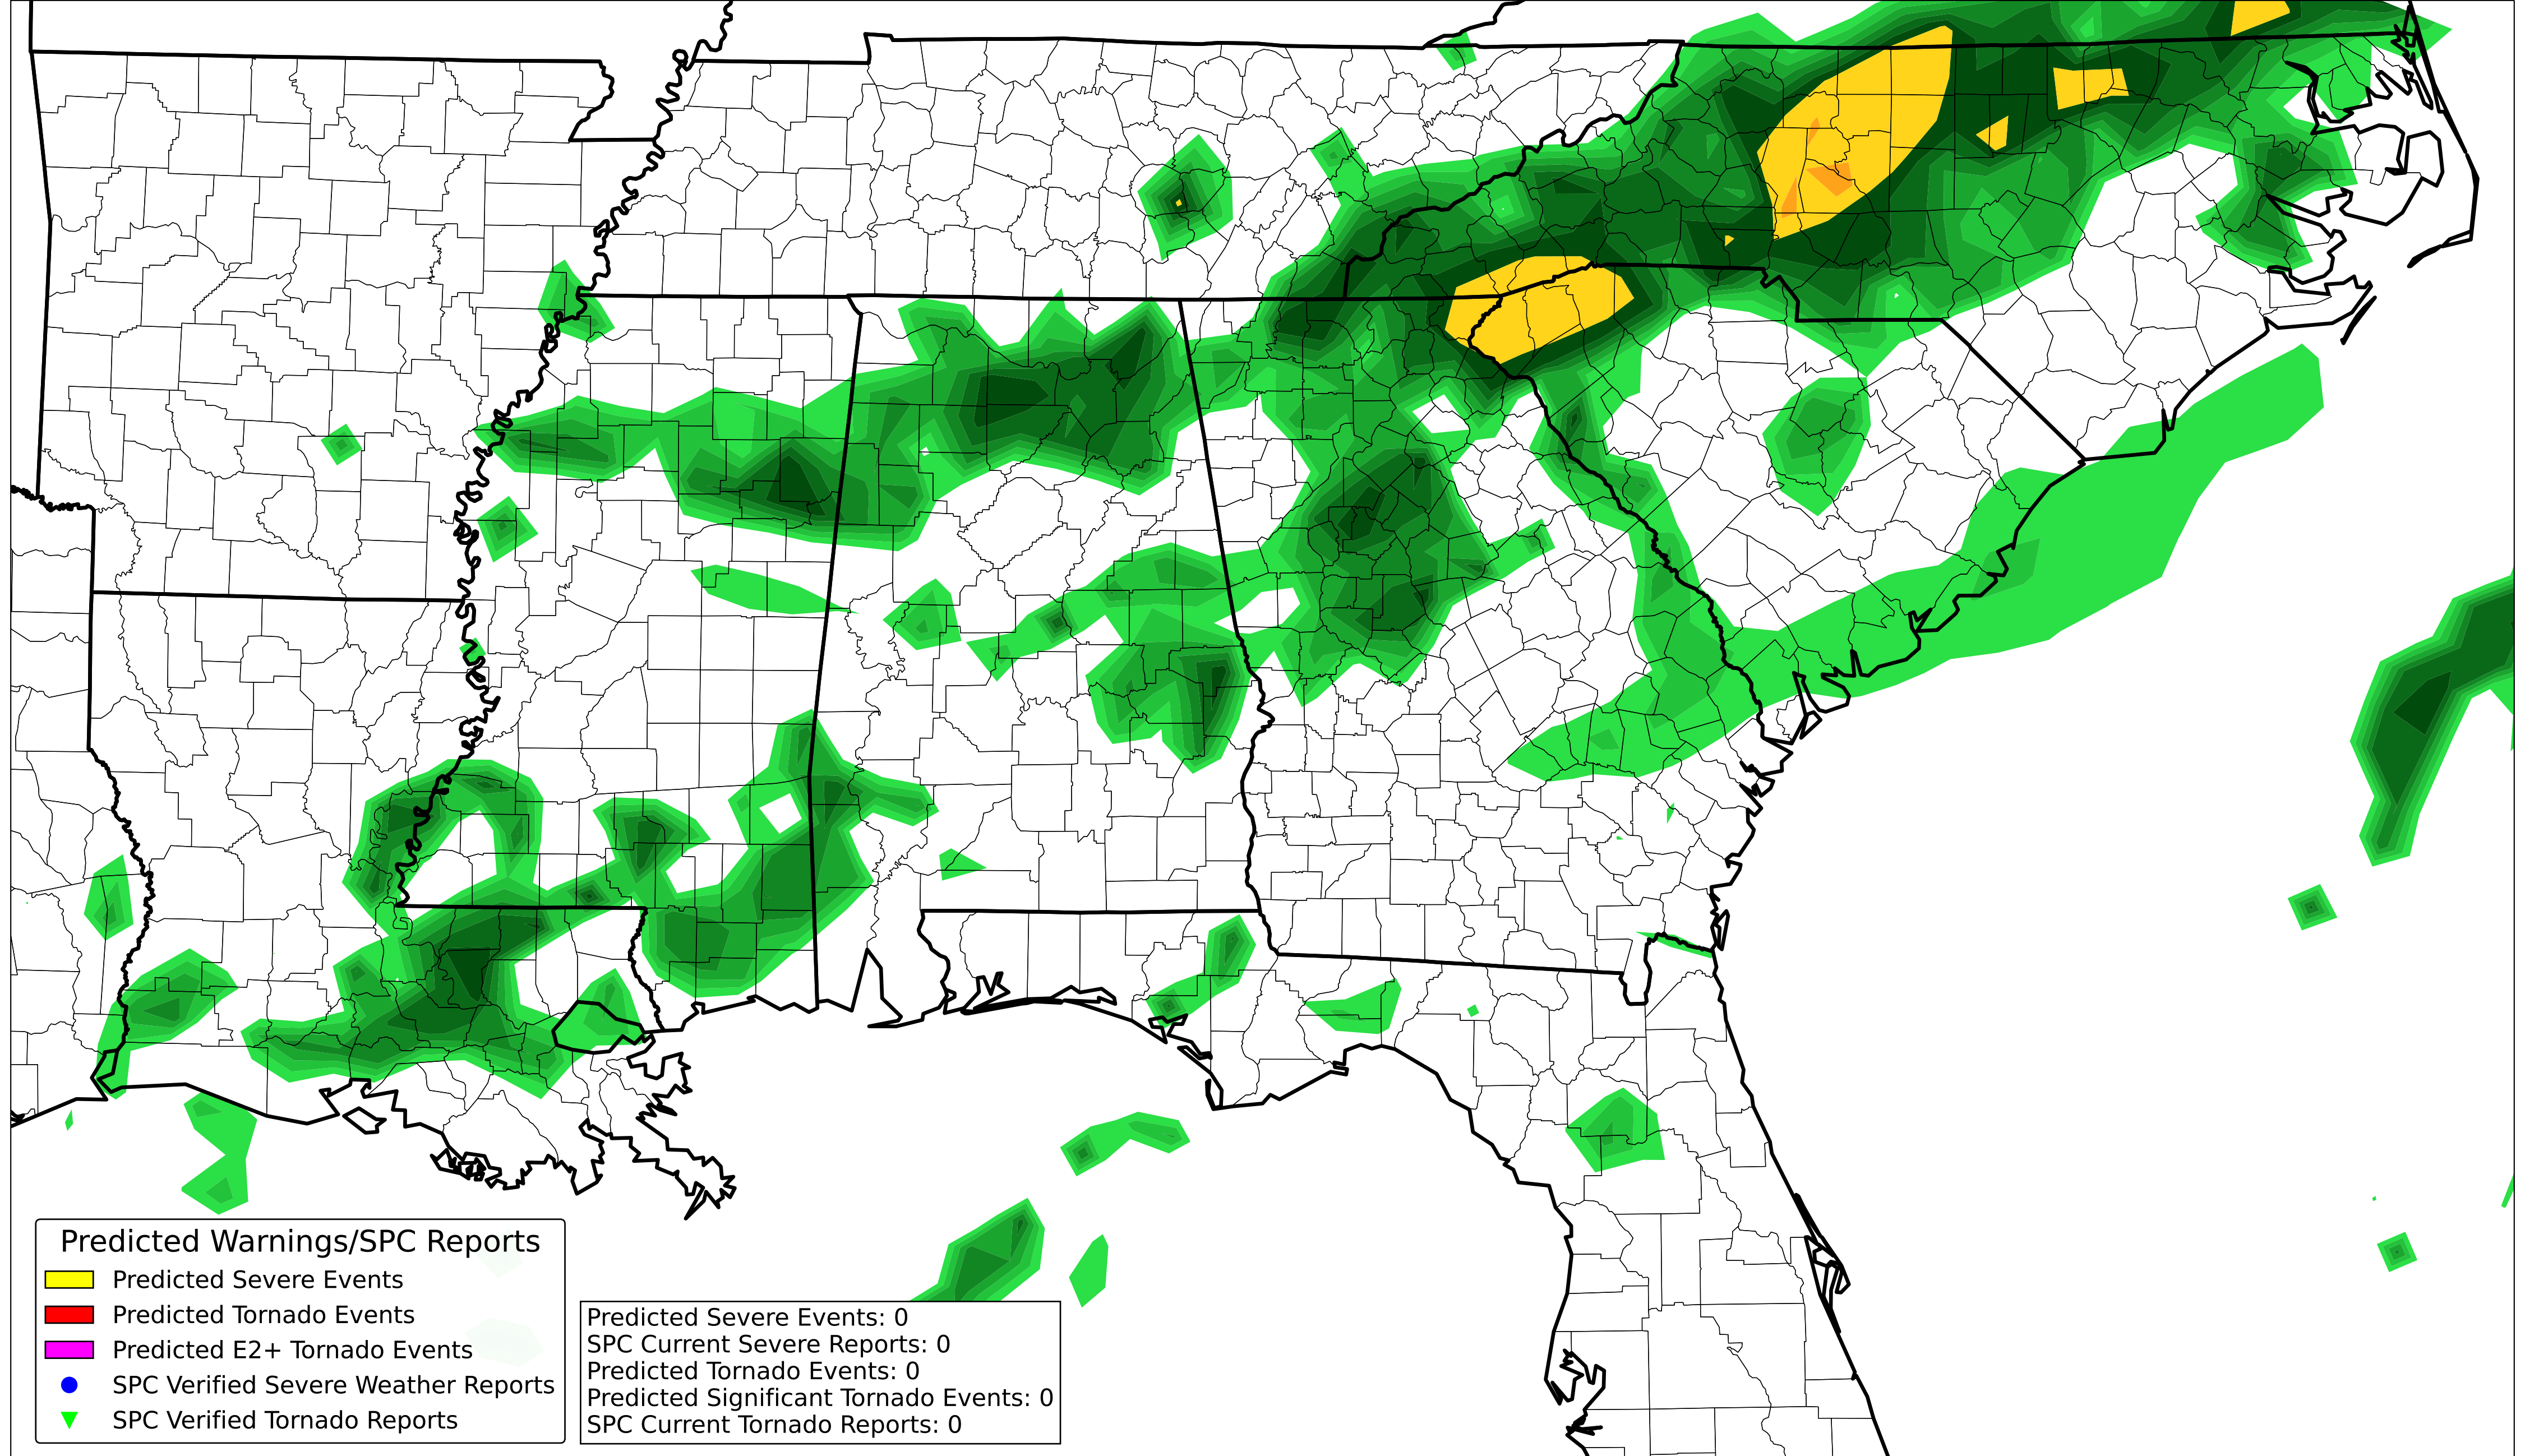 Predicted Warnings/SPC Reports
Predicted Severe Events
Predicted Tornado Events
Predicted E2+ Tornado Events
SPC Verified Severe Weather Reports
SPC Verified Tornado Reports
Predicted Severe Events: 0
SPC Current Severe Reports: 0
Predicted Tornado Events: 0
Predicted Significant Tornado Events: 0
SPC Current Tornado Reports: 0